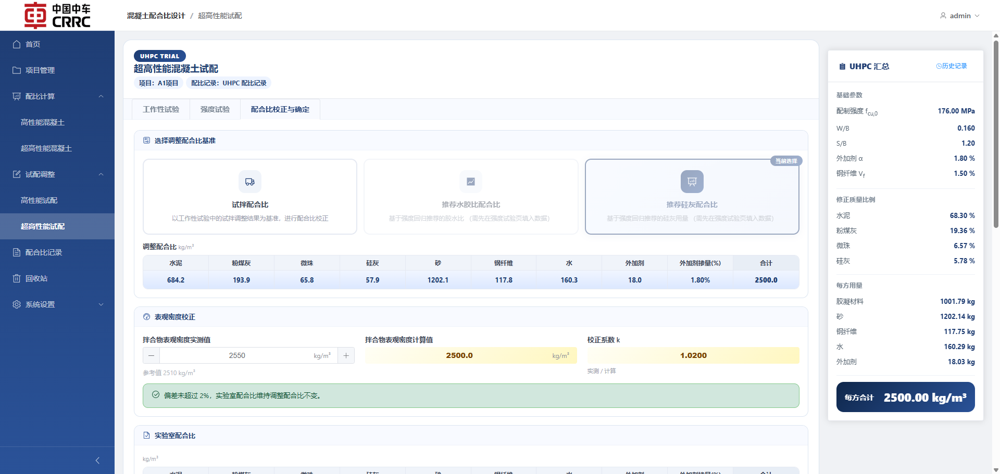 中国中车
CRRC
混凝土配合比设计 / 超高性能试配
admin
首页
项目管理
配比计算
高性能混凝土
超高性能混凝土
试配调整
高性能试配
超高性能试配
配合比记录
回收站
系统设置
UHPC TRIAL
超高性能混凝土试配
项目：A1项目 配比记录：UHPC 配比记录
工作性试验 强度试验 配合比校正与确定
选择调整配合比基准
当前选择
试拌配合比
以工作性试验中的试拌调整结果为基准，进行配合比校正
推荐水胶比配合比
基于强度回归推荐的胶水比 （需先在强度试验页填入数据）
推荐硅灰配合比
基于强度回归推荐的硅灰用量 （需先在强度试验页填入数据）
调整配合比 kg/m³
水泥 粉煤灰 微珠 硅灰 砂 钢纤维 水 外加剂 外加剂掺量(%) 合计
684.2 193.9 65.8 57.9 1202.1 117.8 160.3 18.0 1.80% 2500.0
表观密度校正
拌合物表观密度实测值 拌合物表观密度计算值 校正系数 k
2550 kg/m³ 2500.0 kg/m³ 1.0200
参考值 2510 kg/m³ 实测 / 计算
偏差未超过 2%，实验室配合比维持调整配合比不变。
实验室配合比
kg/m³
水泥 粉煤灰 微珠 硅灰 砂 钢纤维 水 外加剂 外加剂掺量(%) 合计
UHPC 汇总 历史记录
基础参数
配制强度 fcu,0 176.00 MPa
W/B 0.160
S/B 1.20
外加剂 α 1.80 %
钢纤维 Vf 1.50 %
修正质量比例
水泥 68.30 %
粉煤灰 19.36 %
微珠 6.57 %
硅灰 5.78 %
每方用量
胶凝材料 1001.79 kg
砂 1202.14 kg
钢纤维 117.75 kg
水 160.29 kg
外加剂 18.03 kg
每方合计 2500.00 kg/m³